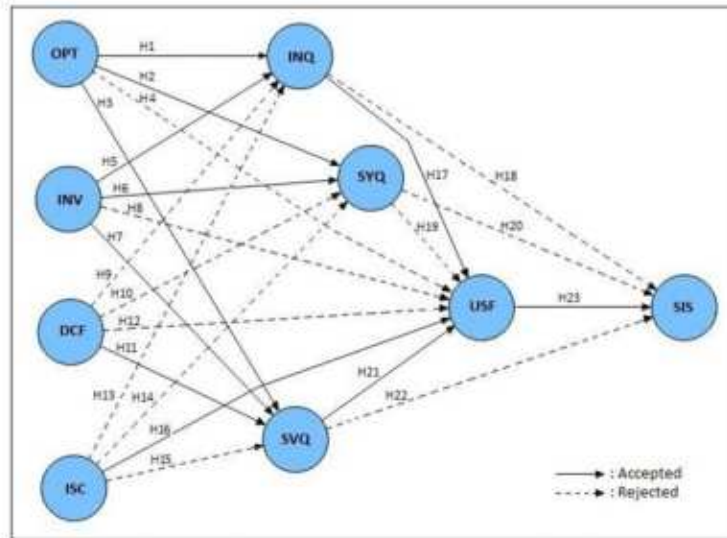 OPT
H1
INQ
H2
H3
H4
H5
SYQ
H17
H18
INV
H6
H8
H7
H19
H20
H9
H10
USF
H23
SIS
DCF
H12
H11
H21
H13
H14
H22
H16
SVQ
H15
ISC
: Accepted
: Rejected